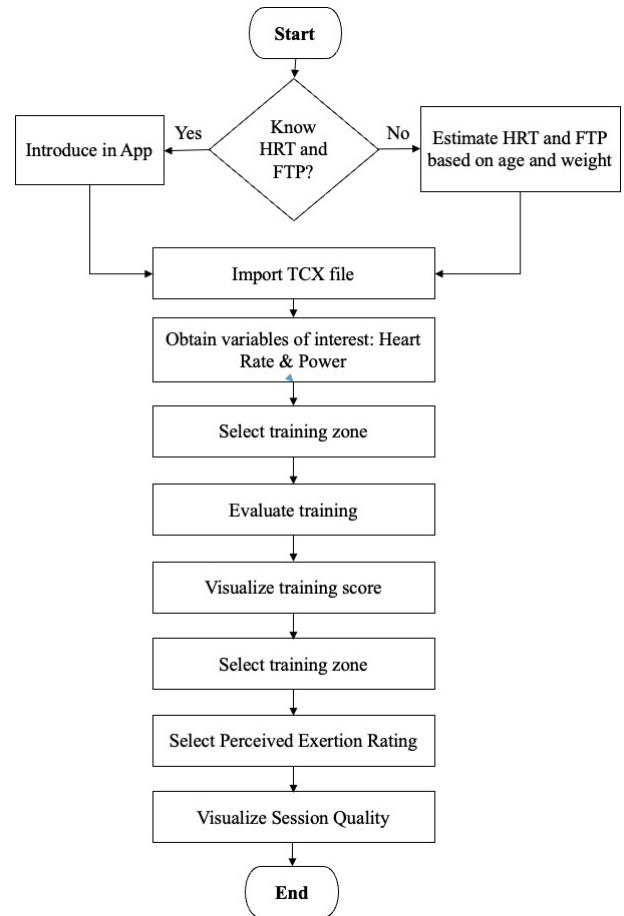 Start
Know
HRT and
FTP?
Yes
No
Introduce in App
Estimate HRT and FTP
based on age and weight
Import TCX file
Obtain variables of interest: Heart
Rate & Power
Select training zone
Evaluate training
Visualize training score
Select training zone
Select Perceived Exertion Rating
Visualize Session Quality
End